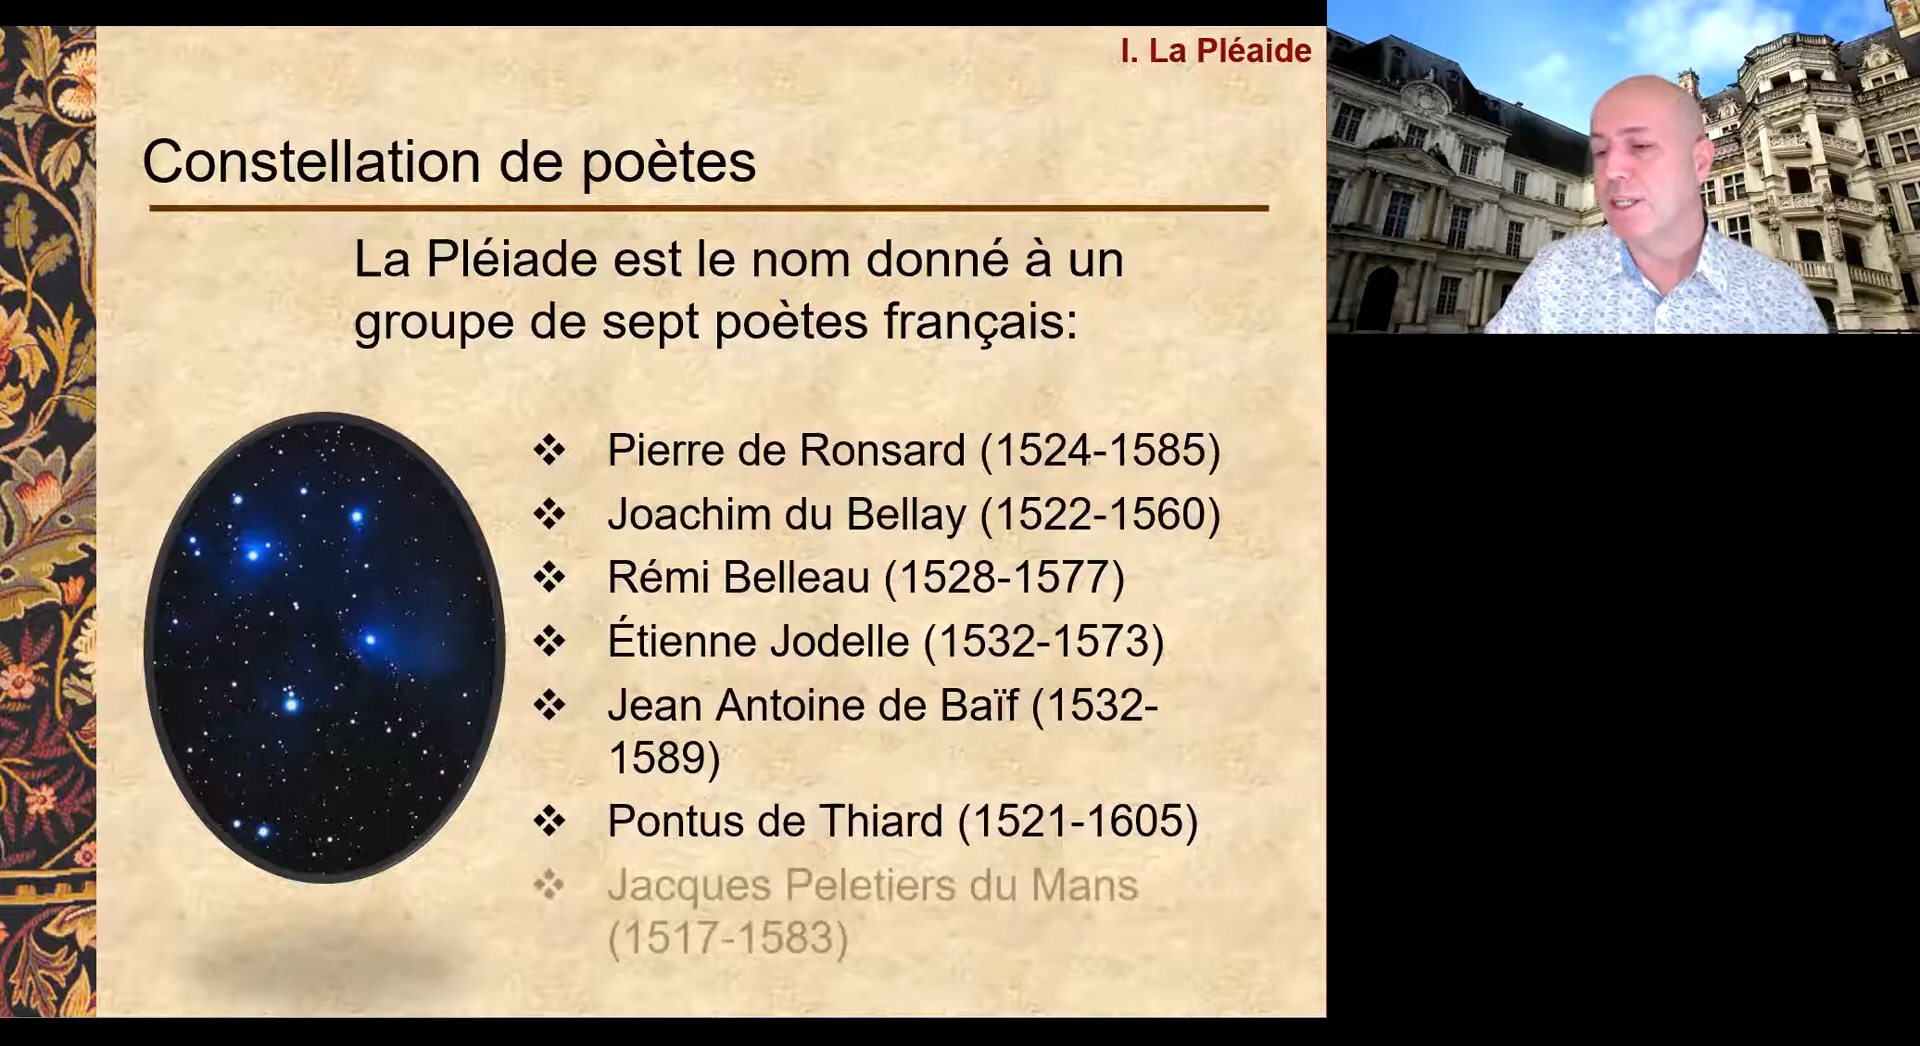 I. La Pléaide
Constellation de poètes
La Pléiade est le nom donné à un
groupe de sept poètes français:
❖ Pierre de Ronsard (1524-1585)
❖ Joachim du Bellay (1522-1560)
❖ Rémi Belleau (1528-1577)
❖ Étienne Jodelle (1532-1573)
❖ Jean Antoine de Baïf (1532-
1589)
❖ Pontus de Thiard (1521-1605)
❖ Jacques Peletiers du Mans
(1517-1583)